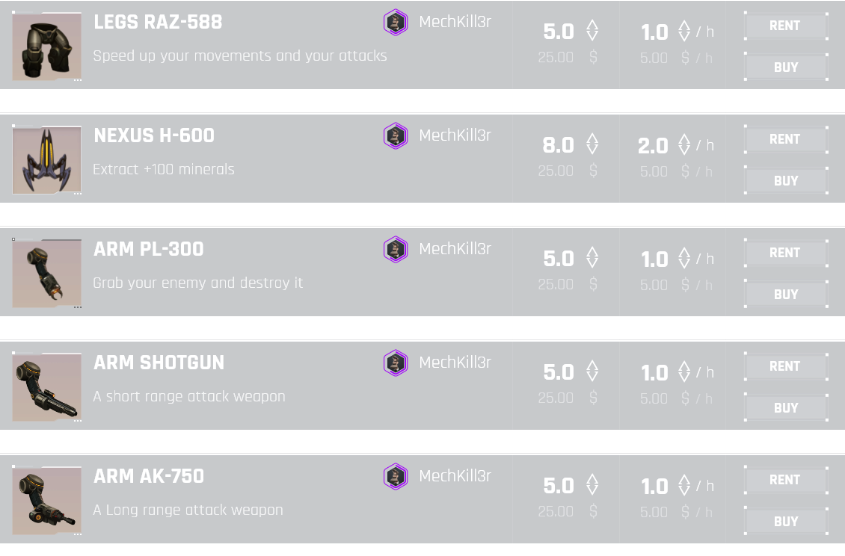 LEGS RAZ-588
MechKill3r
5.0
1.0 / h
RENT
Speed up your movements and your attacks
25.00 $
5.00 $ / h
BUY
NEXUS H-600
MechKill3r
8.0
2.0 / h
RENT
Extract +100 minerals
25.00 $
5.00 $ / h
BUY
ARM PL-300
MechKill3r
5.0
1.0 / h
RENT
Grab your enemy and destroy it
25.00 $
5.00 $ / h
BUY
ARM SHOTGUN
MechKill3r
5.0
1.0 / h
RENT
A short range attack weapon
25.00 $
5.00 $ / h
BUY
ARM AK-750
MechKill3r
5.0
1.0 / h
RENT
A Long range attack weapon
25.00 $
5.00 $ / h
BUY